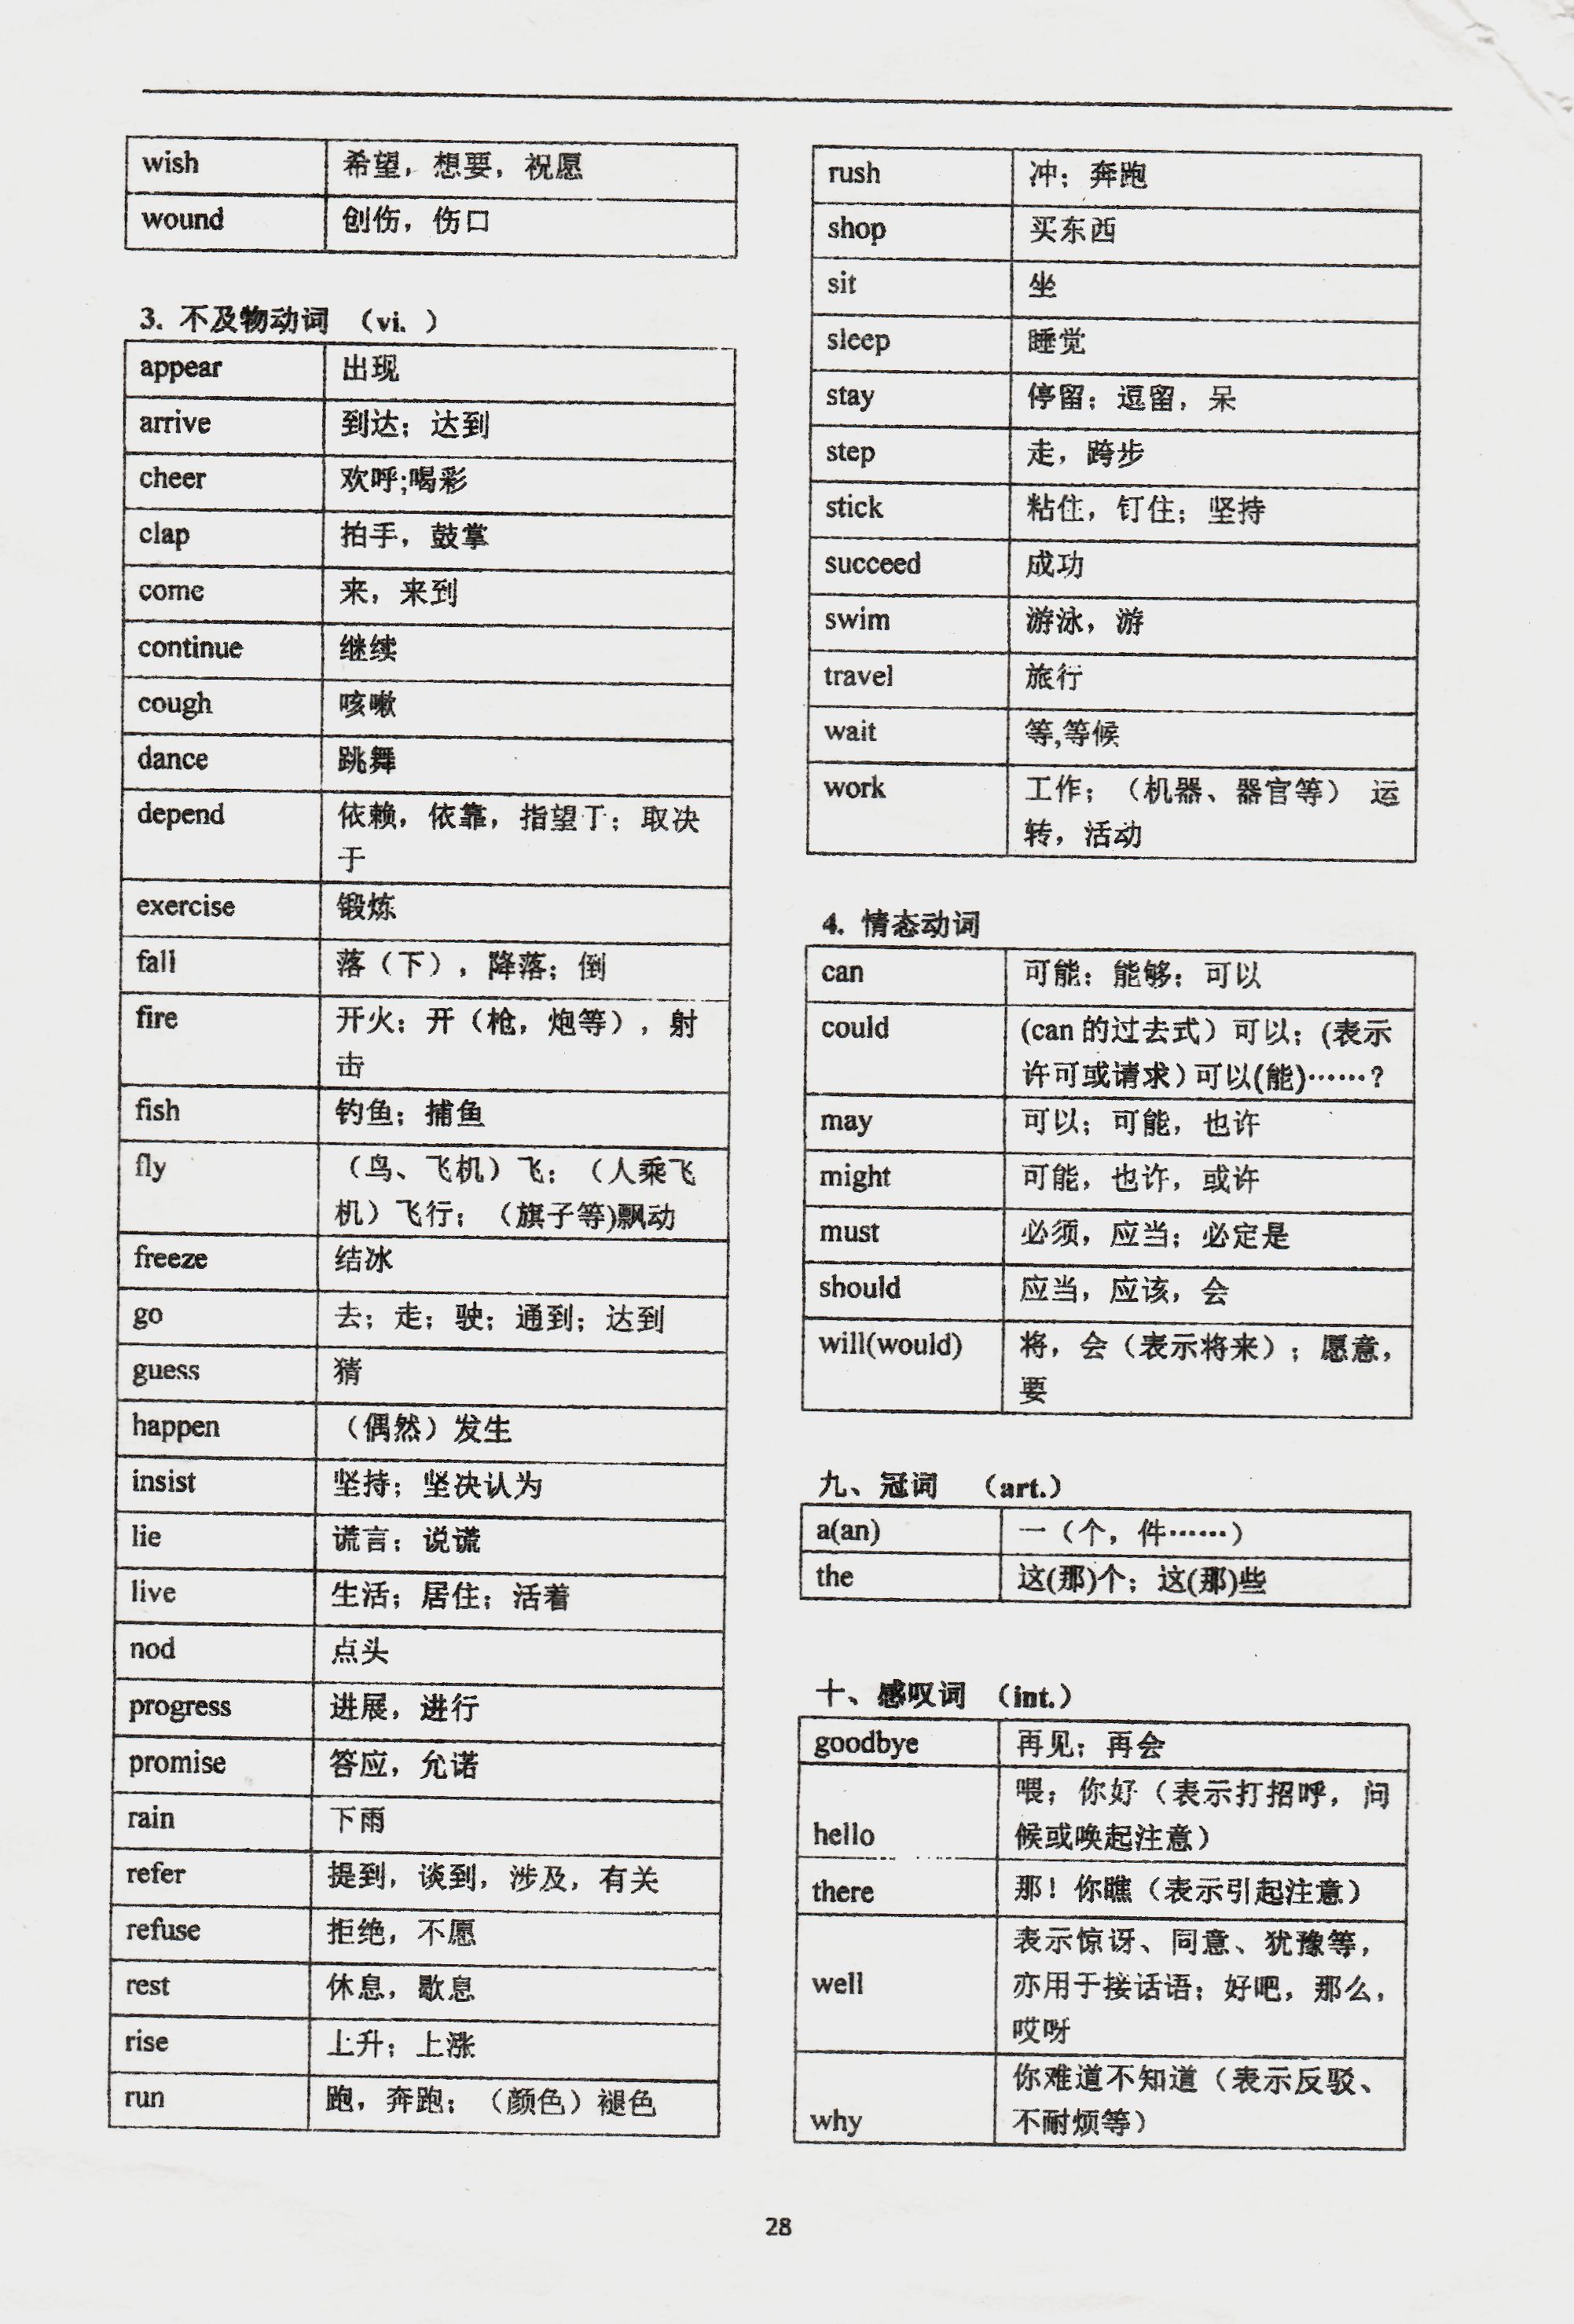 wish 希望，想要，祝愿
wound 创伤，伤口
3. 不及物动词 （vi. ）
appear 出现
arrive 到达；达到
cheer 欢呼;喝彩
clap 拍手，鼓掌
come 来，来到
continue 继续
cough 咳嗽
dance 跳舞
depend 依赖，依靠，指望于；取决
于
exercise 锻炼
fall 落（下），降落；倒
fire 开火；开（枪，炮等），射
击
fish 钓鱼；捕鱼
fly （鸟、飞机）飞；（人乘飞
机）飞行；（旗子等)飘动
freeze 结冰
go 去；走；驶；通到；达到
guess 猜
happen （偶然）发生
insist 坚持；坚决认为
lie 谎言；说谎
live 生活；居住；活着
nod 点头
progress 进展，进行
promise 答应，允诺
rain 下雨
refer 提到，谈到，涉及，有关
refuse 拒绝，不愿
rest 休息，歇息
rise 上升；上涨
run 跑，奔跑；（颜色）褪色
rush 冲；奔跑
shop 买东西
sit 坐
sleep 睡觉
stay 停留；逗留，呆
step 走，跨步
stick 粘住，钉住；坚持
succeed 成功
swim 游泳，游
travel 旅行
wait 等,等候
work 工作；（机器、器官等） 运
转，活动
4. 情态动词
can 可能；能够；可以
could (can 的过去式）可以；(表示
许可或请求）可以(能)……？
may 可以；可能，也许
might 可能，也许，或许
must 必须，应当；必定是
should 应当，应该，会
will(would) 将，会（表示将来）；愿意，
要
九、冠词 （art.）
a(an) 一（个，件……）
the 这(那)个；这(那)些
十、感叹词 （int.）
goodbye 再见；再会
hello 喂；你好（表示打招呼，问
候或唤起注意）
there 那！你瞧（表示引起注意）
well 表示惊讶、同意、犹豫等，
亦用于接话语；好吧，那么，
哎呀
why 你难道不知道（表示反驳、
不耐烦等）
28